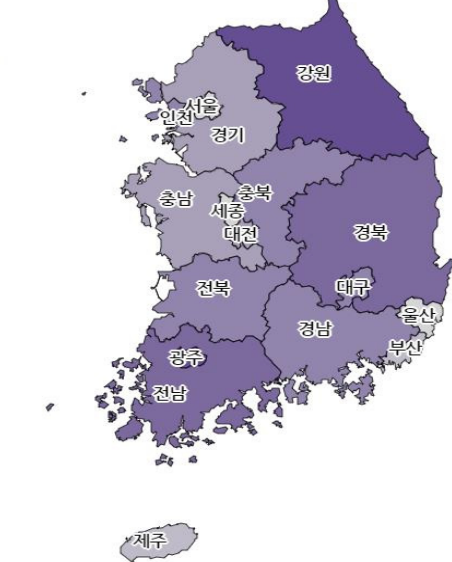 강원
서울
인천
경기
충남
충북
세종
대전
경북
전북
대구
울산
경남
부산
광주
전남
제주